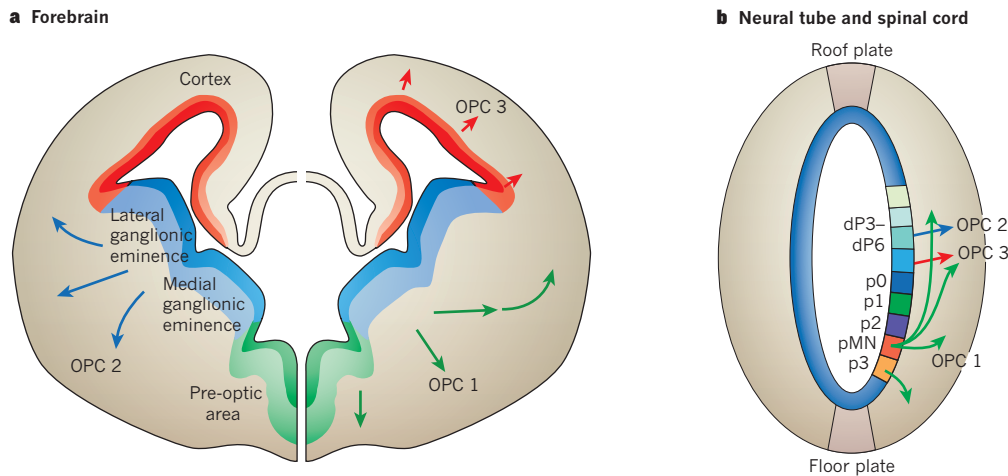 a Forebrain
Cortex
OPC 3
Lateral
ganglionic
eminence
Medial
ganglionic
eminence
OPC 2
OPC 1
Pre-optic
area
b Neural tube and spinal cord
Roof plate
dP3–
dP6
OPC 2
OPC 3
p0
p1
p2
pMN
p3
OPC 1
Floor plate